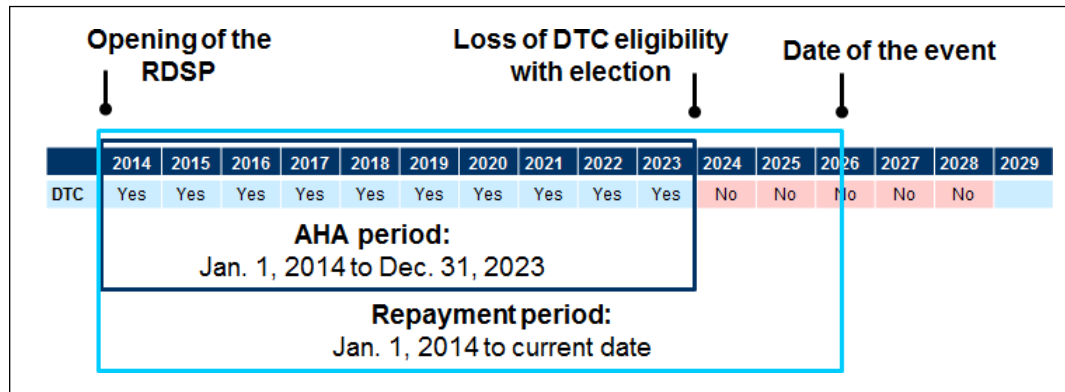 Opening of the Loss of DTC eligibility Date of the event
RDSP with election
2014 2015 2016 2017 2018 2019 2020 2021 2022 2023 2024 2025 2026 2027 2028 2029
DTC Yes Yes Yes Yes Yes Yes Yes Yes Yes Yes No No No No No
AHA period:
Jan. 1, 2014 to Dec. 31, 2023
Repayment period:
Jan. 1, 2014 to current date